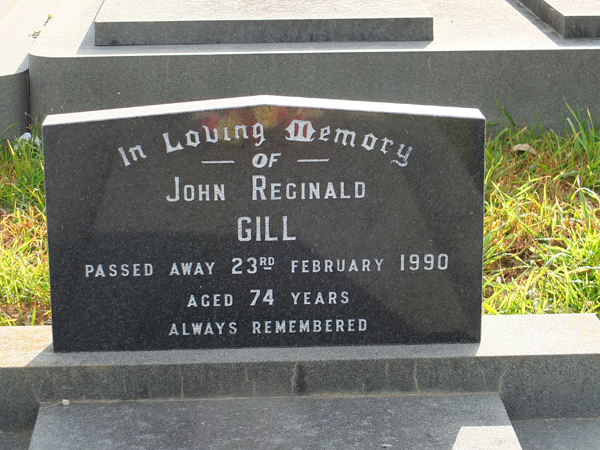 In Loving Memory
OF
John Reginald
GILL
PASSED AWAY 23RD FEBRUARY 1990
AGED 74 YEARS
ALWAYS REMEMBERED